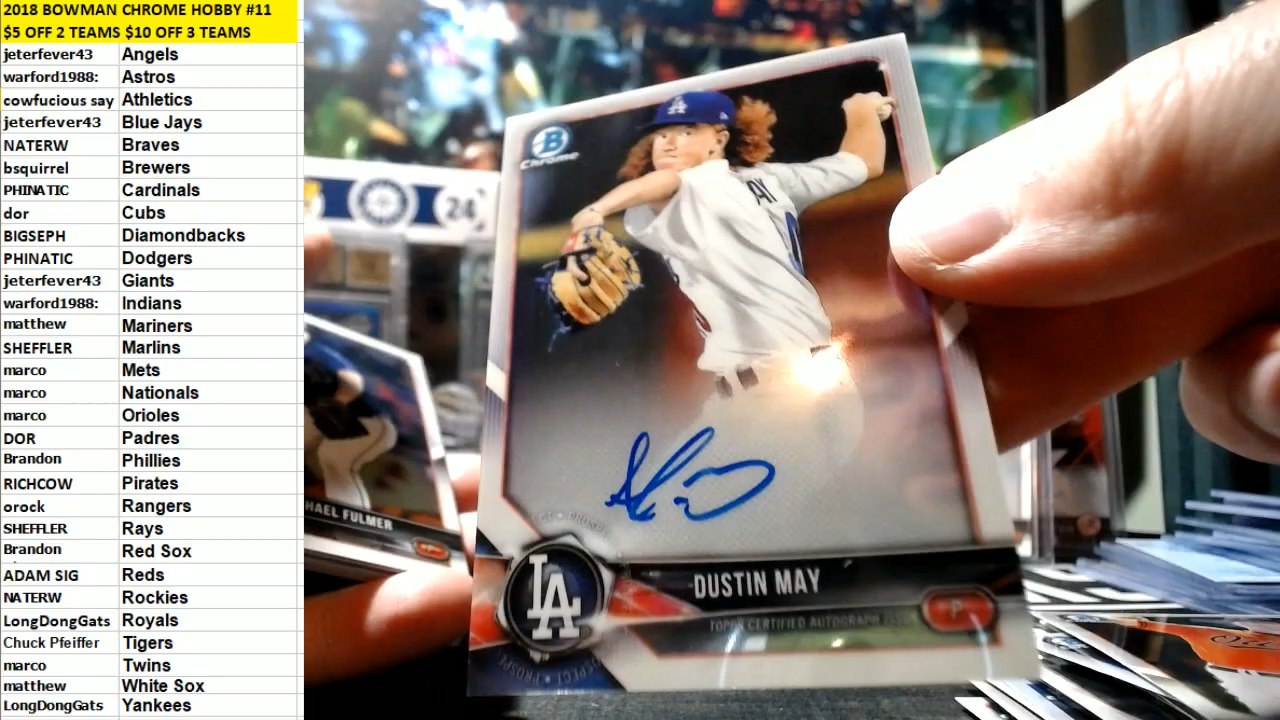 2018 BOWMAN CHROME HOBBY #11
$5 OFF 2 TEAMS $10 OFF 3 TEAMS
jeterfever43 Angels
warford1988: Astros
cowfucious say Athletics
jeterfever43 Blue Jays
NATERW Braves
bsquirrel Brewers
PHINATIC Cardinals
dor Cubs
BIGSEPH Diamondbacks
PHINATIC Dodgers
jeterfever43 Giants
warford1988: Indians
matthew Mariners
SHEFFLER Marlins
marco Mets
marco Nationals
marco Orioles
DOR Padres
Brandon Phillies
RICHCOW Pirates
orock Rangers
SHEFFLER Rays
Brandon Red Sox
ADAM SIG Reds
NATERW Rockies
LongDongGats Royals
Chuck Pfeiffer Tigers
marco Twins
matthew White Sox
LongDongGats Yankees
B
Chrome
LA
AY
24
HAEL FULMER
LA
DUSTIN MAY
TOPPS CERTIFIED AUTOGRAPH ISSUE
P